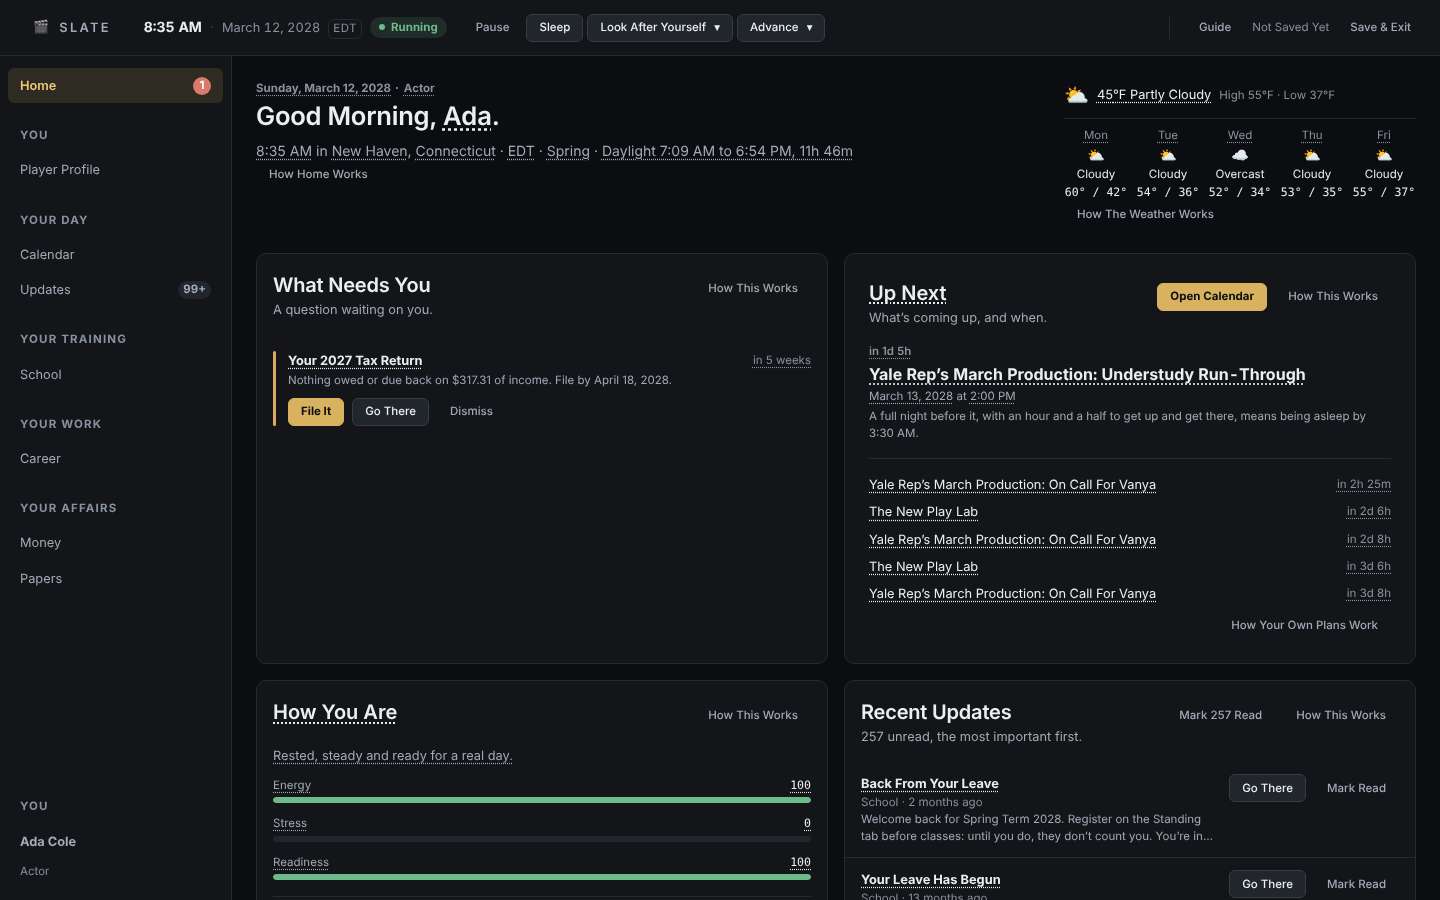 SLATE
8:35 AM · March 12, 2028 EDT
Running
Pause
Sleep
Look After Yourself ▾
Advance ▾
Guide
Not Saved Yet
Save & Exit
Home
1
YOU
Player Profile
YOUR DAY
Calendar
Updates
99+
YOUR TRAINING
School
YOUR WORK
Career
YOUR AFFAIRS
Money
Papers
YOU
Ada Cole
Actor
Sunday, March 12, 2028 · Actor
Good Morning, Ada.
8:35 AM in New Haven, Connecticut · EDT · Spring · Daylight 7:09 AM to 6:54 PM, 11h 46m
How Home Works
45°F Partly Cloudy High 55°F · Low 37°F
Mon Tue Wed Thu Fri
Cloudy Cloudy Overcast Cloudy Cloudy
60° / 42° 54° / 36° 52° / 34° 53° / 35° 55° / 37°
How The Weather Works
What Needs You
How This Works
A question waiting on you.
Your 2027 Tax Return
in 5 weeks
Nothing owed or due back on $317.31 of income. File by April 18, 2028.
File It
Go There
Dismiss
Up Next
Open Calendar
How This Works
What's coming up, and when.
in 1d 5h
Yale Rep's March Production: Understudy Run-Through
March 13, 2028 at 2:00 PM
A full night before it, with an hour and a half to get up and get there, means being asleep by
3:30 AM.
Yale Rep's March Production: On Call For Vanya in 2h 25m
The New Play Lab in 2d 6h
Yale Rep's March Production: On Call For Vanya in 2d 8h
The New Play Lab in 3d 6h
Yale Rep's March Production: On Call For Vanya in 3d 8h
How Your Own Plans Work
How You Are
How This Works
Rested, steady and ready for a real day.
Energy 100
Stress 0
Readiness 100
Recent Updates
Mark 257 Read
How This Works
257 unread, the most important first.
Back From Your Leave
School · 2 months ago
Welcome back for Spring Term 2028. Register on the Standing
tab before classes: until you do, they don't count you. You're in...
Go There
Mark Read
Your Leave Has Begun
School · 13 months ago
Go There
Mark Read